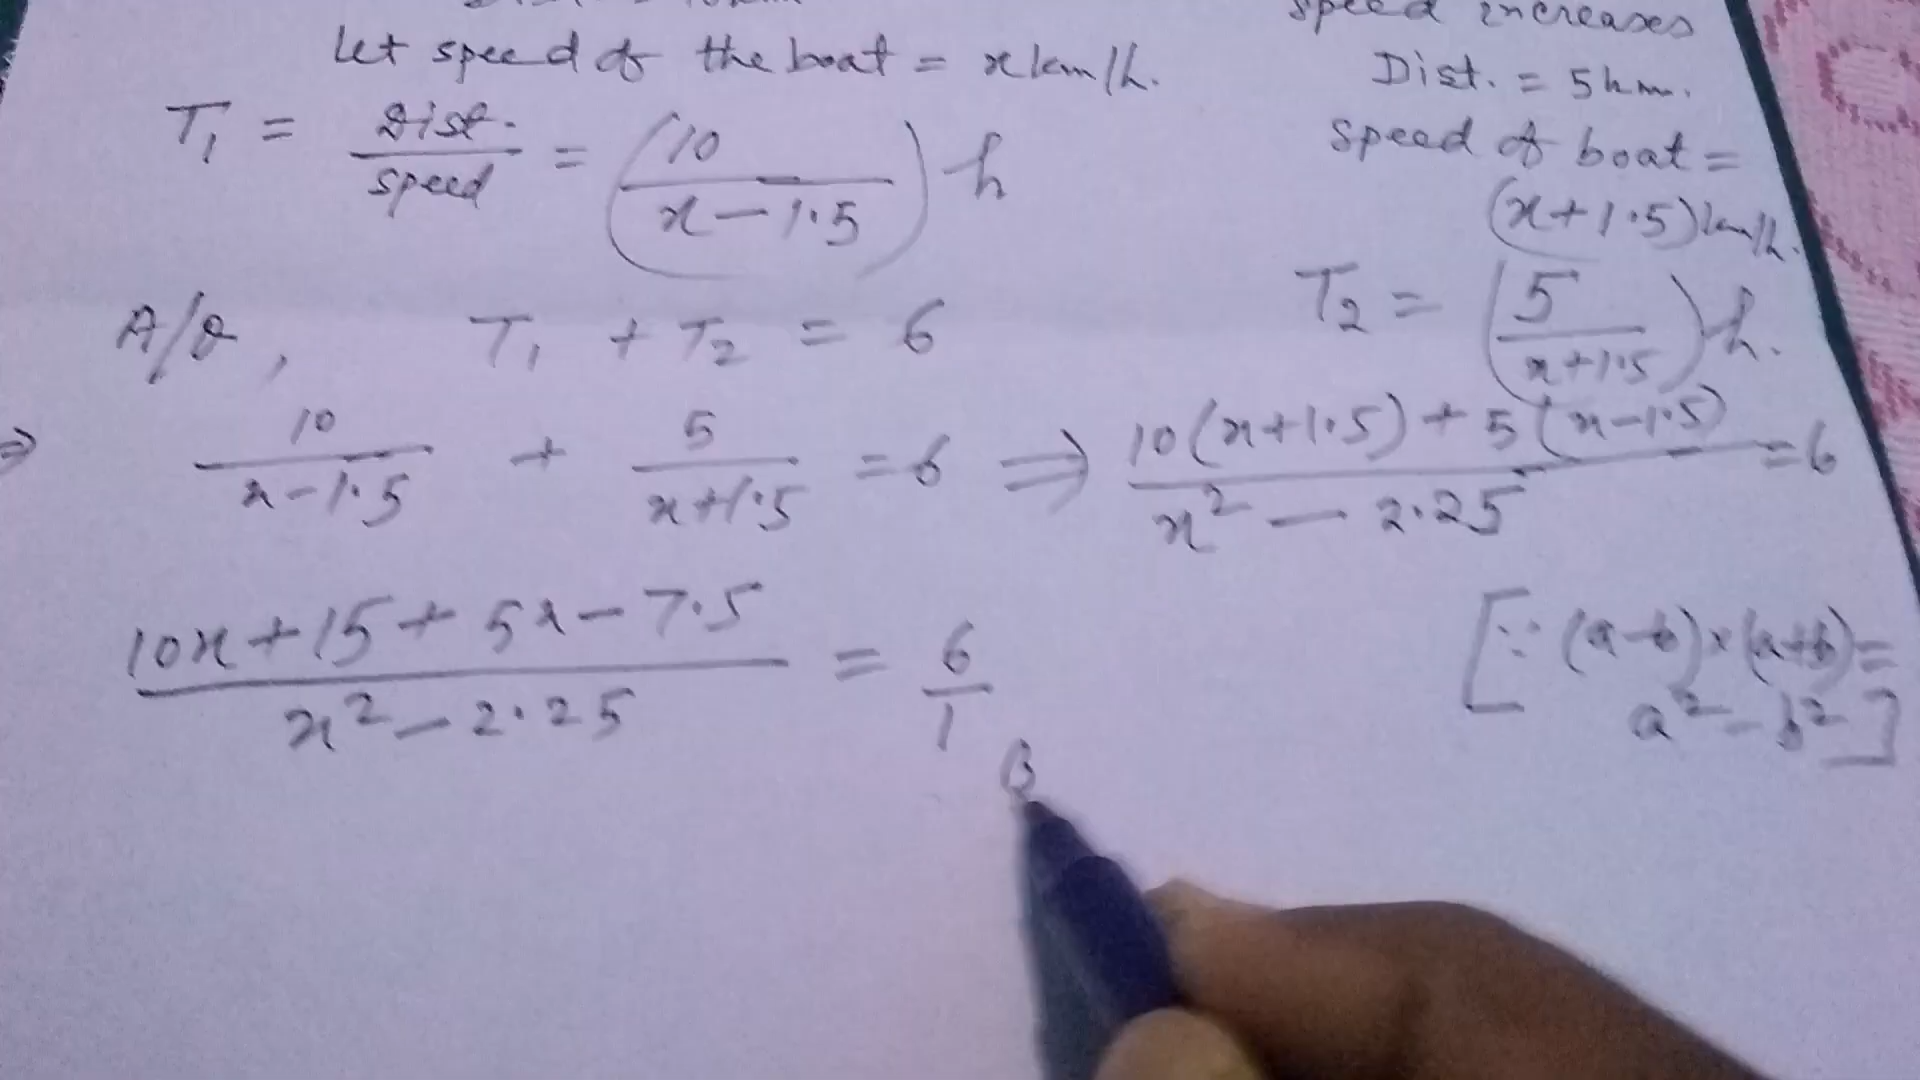 speed increases
Let speed of the boat = x km/h.
Dist. = 5 km.
T₁ = Dist./speed = (10/(x - 1.5)) h
speed of boat =
(x + 1.5) km/h.
T₂ = (5/(x + 1.5)) h.
A/Q, T₁ + T₂ = 6
⇒ 10/(x - 1.5) + 5/(x + 1.5) = 6 ⇒ (10(x + 1.5) + 5(x - 1.5))/(x² - 2.25) = 6
(10x + 15 + 5x - 7.5)/(x² - 2.25) = 6/1
[∵ (a - b) × (a + b) =
a² - b²]